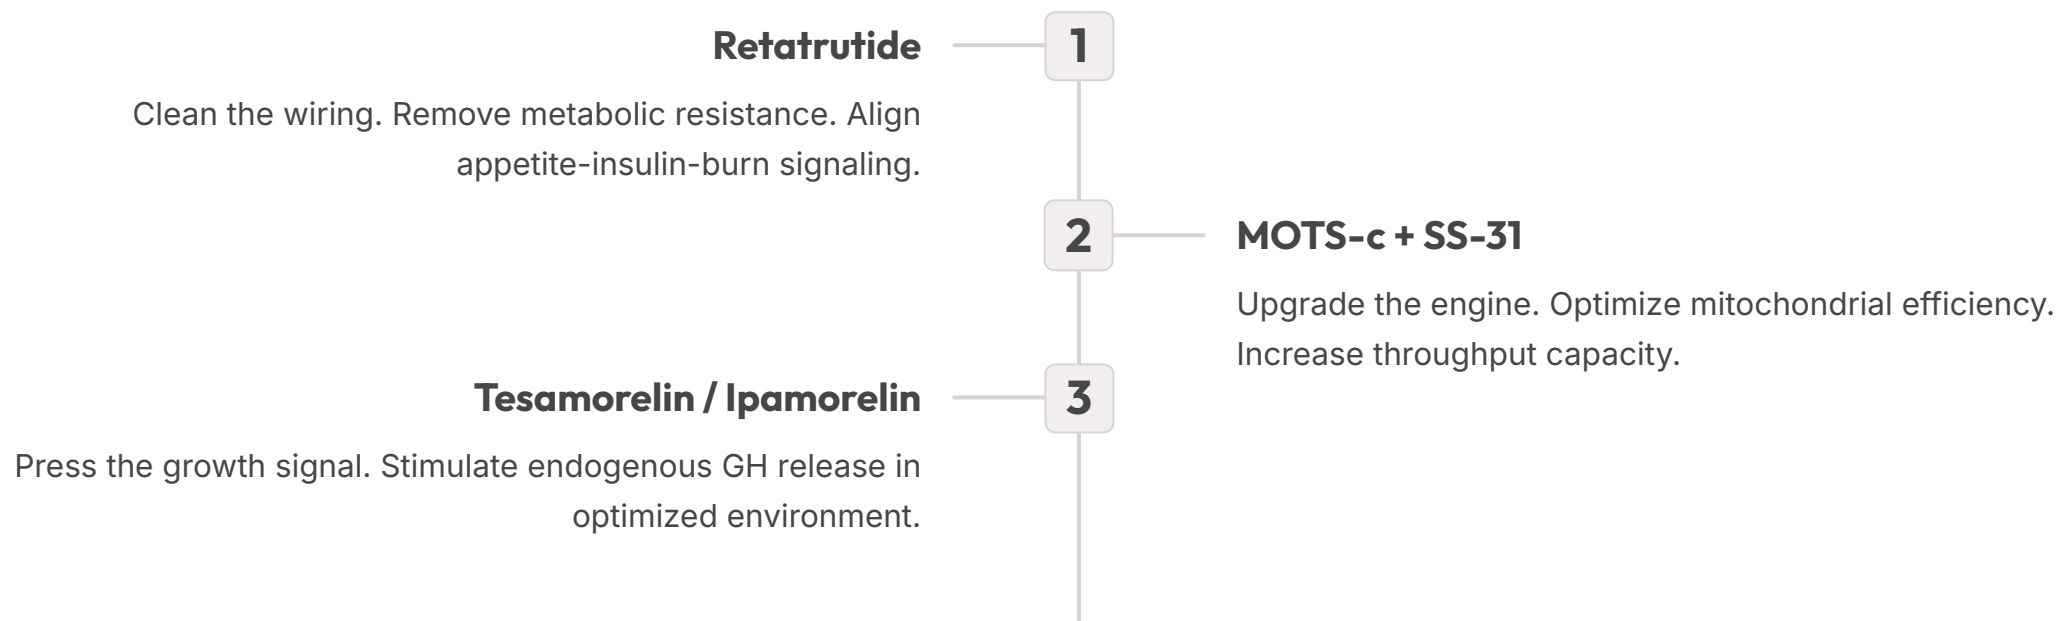 Retatrutide
1
Clean the wiring. Remove metabolic resistance. Align
appetite-insulin-burn signaling.
2
MOTS-c + SS-31
Upgrade the engine. Optimize mitochondrial efficiency.
Increase throughput capacity.
Tesamorelin / Ipamorelin
3
Press the growth signal. Stimulate endogenous GH release in
optimized environment.